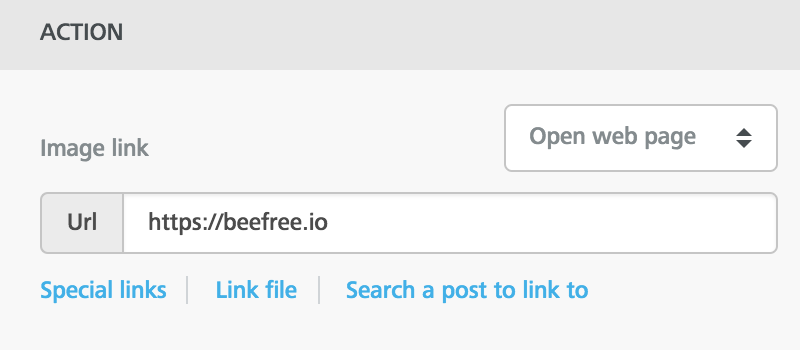 ACTION
Image link
Open web page
Url
https://beefree.io
Special links
Link file
Search a post to link to